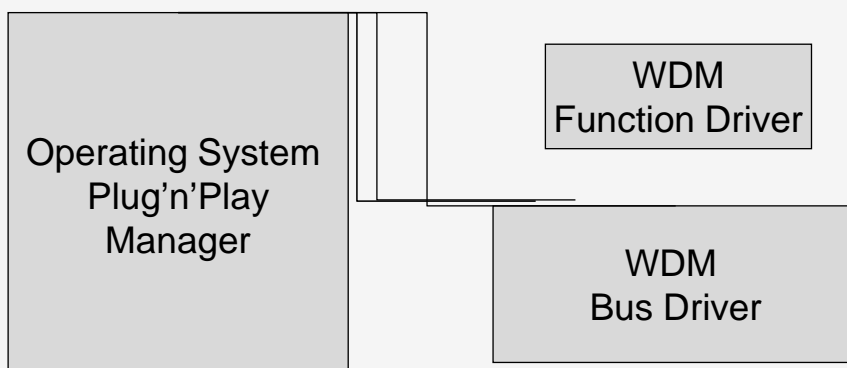 Operating System
Plug’n’Play
Manager
WDM
Function Driver
WDM
Bus Driver